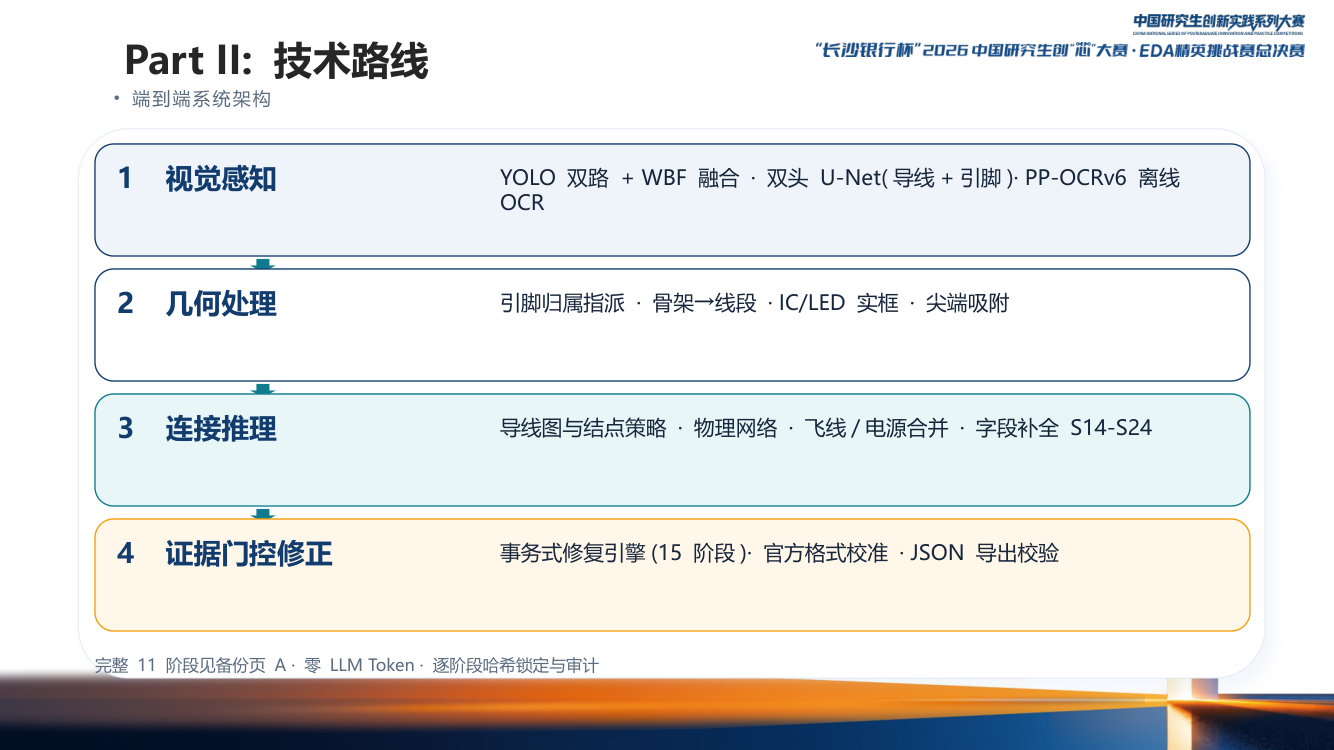 中国研究生创新实践系列大赛
CHINA NATIONAL SERIES OF POSTGRADUATE INNOVATION AND PRACTICE COMPETITIONS
“长沙银行杯”2026中国研究生创“芯”大赛·EDA精英挑战赛总决赛
Part II: 技术路线
• 端到端系统架构
1 视觉感知
YOLO 双路 + WBF 融合 · 双头 U-Net(导线+引脚)· PP-OCRv6 离线
OCR
2 几何处理
引脚归属指派 · 骨架→线段 · IC/LED 实框 · 尖端吸附
3 连接推理
导线图与结点策略 · 物理网络 · 飞线/电源合并 · 字段补全 S14-S24
4 证据门控修正
事务式修复引擎(15 阶段)· 官方格式校准 · JSON 导出校验
完整 11 阶段见备份页 A · 零 LLM Token · 逐阶段哈希锁定与审计